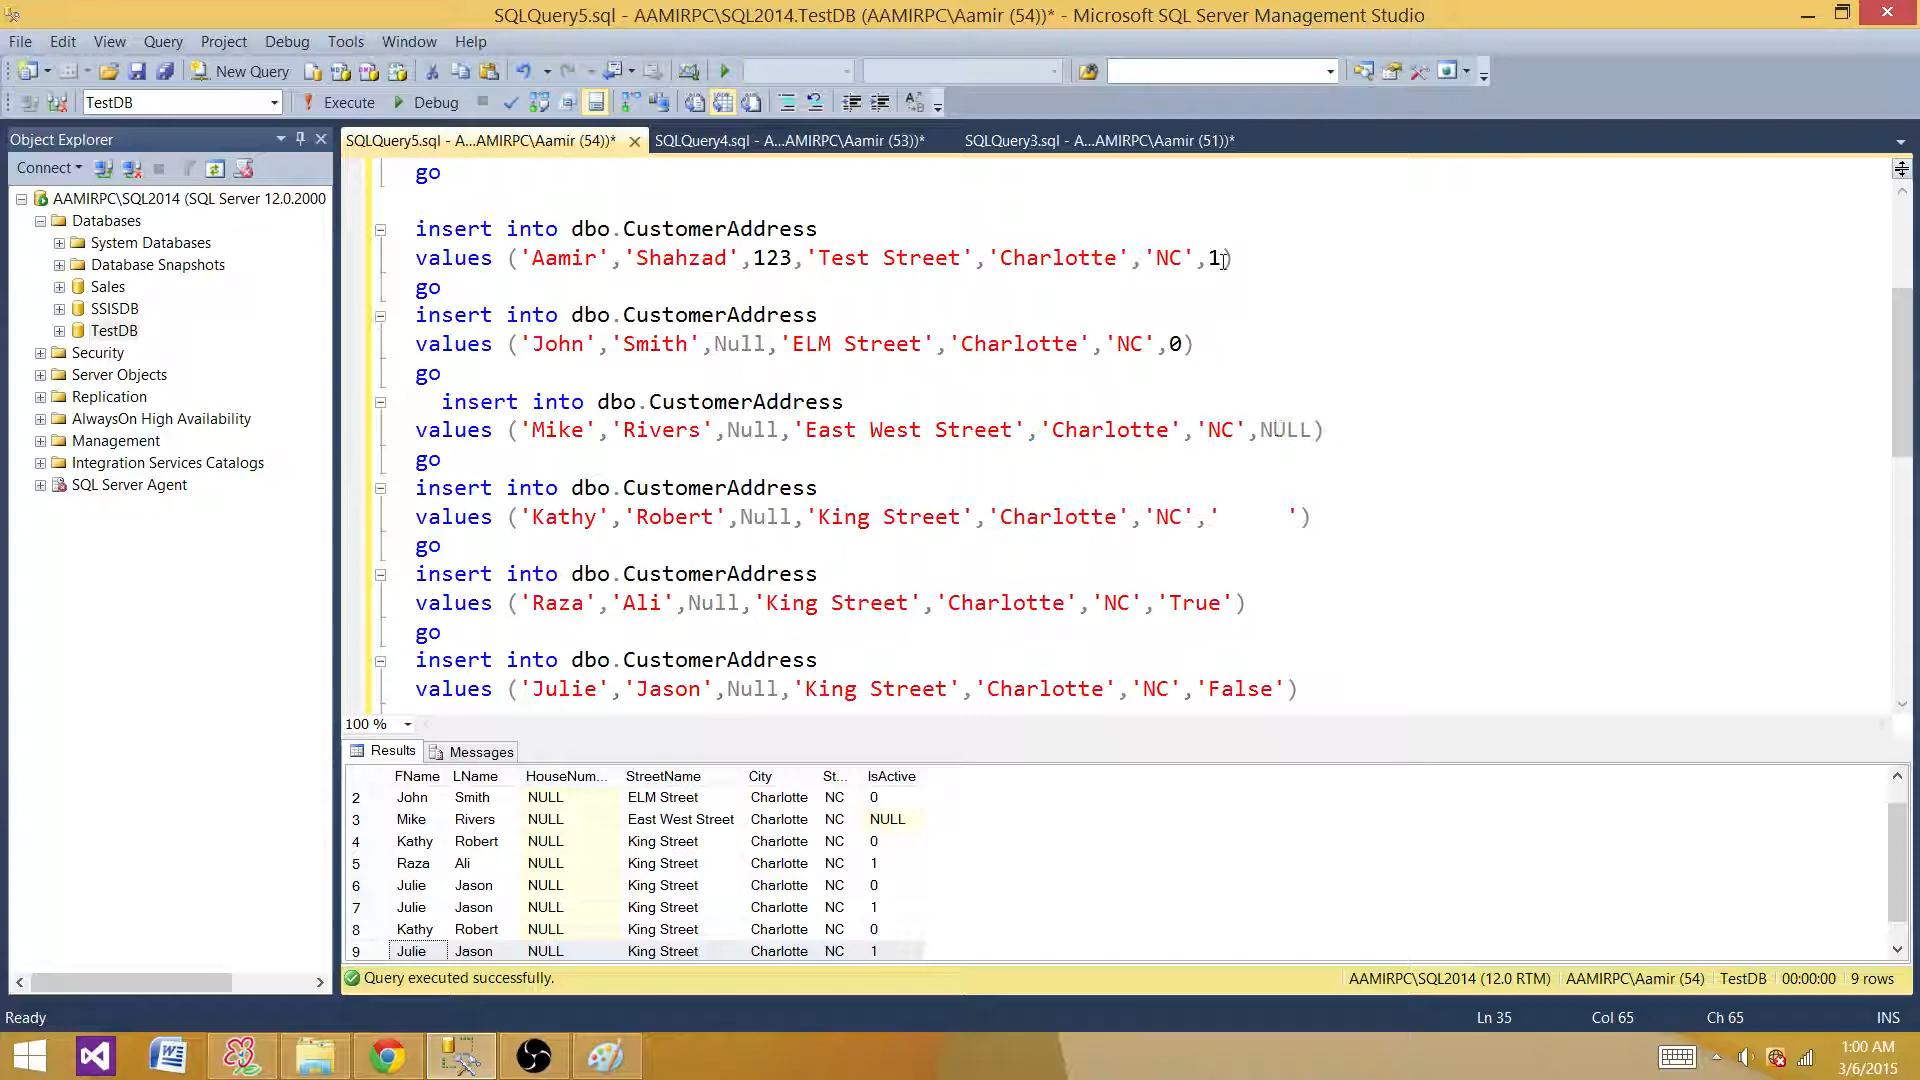 SQLQuery5.sql - AAMIRPC\SQL2014.TestDB (AAMIRPC\Aamir (54))* - Microsoft SQL Server Management Studio
File Edit View Query Project Debug Tools Window Help
New Query
TestDB Execute Debug
Object Explorer
SQLQuery5.sql - A...AMIRPC\Aamir (54))* SQLQuery4.sql - A...AMIRPC\Aamir (53))* SQLQuery3.sql - A...AMIRPC\Aamir (51))*
Connect
AAMIRPC\SQL2014 (SQL Server 12.0.2000
Databases
System Databases
Database Snapshots
Sales
SSISDB
TestDB
Security
Server Objects
Replication
AlwaysOn High Availability
Management
Integration Services Catalogs
SQL Server Agent
go
insert into dbo.CustomerAddress
values ('Aamir','Shahzad',123,'Test Street','Charlotte','NC',1)
go
insert into dbo.CustomerAddress
values ('John','Smith',Null,'ELM Street','Charlotte','NC',0)
go
insert into dbo.CustomerAddress
values ('Mike','Rivers',Null,'East West Street','Charlotte','NC',NULL)
go
insert into dbo.CustomerAddress
values ('Kathy','Robert',Null,'King Street','Charlotte','NC','      ')
go
insert into dbo.CustomerAddress
values ('Raza','Ali',Null,'King Street','Charlotte','NC','True')
go
insert into dbo.CustomerAddress
values ('Julie','Jason',Null,'King Street','Charlotte','NC','False')
100 %
Results Messages
FName LName HouseNum... StreetName City St... IsActive
2 John Smith NULL ELM Street Charlotte NC 0
3 Mike Rivers NULL East West Street Charlotte NC NULL
4 Kathy Robert NULL King Street Charlotte NC 0
5 Raza Ali NULL King Street Charlotte NC 1
6 Julie Jason NULL King Street Charlotte NC 0
7 Julie Jason NULL King Street Charlotte NC 1
8 Kathy Robert NULL King Street Charlotte NC 0
9 Julie Jason NULL King Street Charlotte NC 1
Query executed successfully. AAMIRPC\SQL2014 (12.0 RTM) AAMIRPC\Aamir (54) TestDB 00:00:00 9 rows
Ready Ln 35 Col 65 Ch 65 INS
1:00 AM
3/6/2015